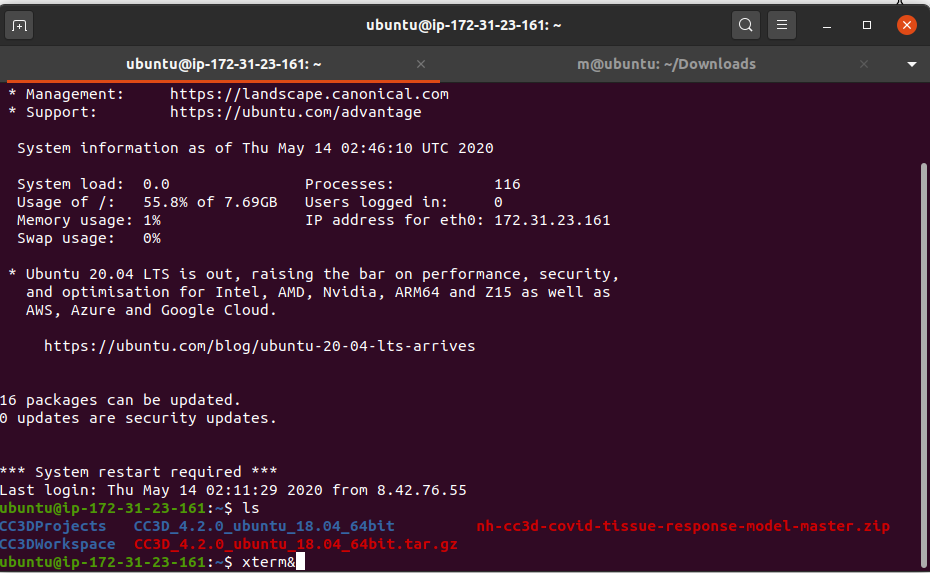 ubuntu@ip-172-31-23-161: ~
ubuntu@ip-172-31-23-161: ~ × m@ubuntu: ~/Downloads ×
* Management:     https://landscape.canonical.com
* Support:        https://ubuntu.com/advantage
System information as of Thu May 14 02:46:10 UTC 2020
System load:  0.0               Processes:           116
Usage of /:   55.8% of 7.69GB   Users logged in:     0
Memory usage: 1%                IP address for eth0: 172.31.23.161
Swap usage:   0%
* Ubuntu 20.04 LTS is out, raising the bar on performance, security,
and optimisation for Intel, AMD, Nvidia, ARM64 and Z15 as well as
AWS, Azure and Google Cloud.
https://ubuntu.com/blog/ubuntu-20-04-lts-arrives
16 packages can be updated.
0 updates are security updates.
*** System restart required ***
Last login: Thu May 14 02:11:29 2020 from 8.42.76.55
ubuntu@ip-172-31-23-161:~$ ls
CC3DProjects   CC3D_4.2.0_ubuntu_18.04_64bit         nh-cc3d-covid-tissue-response-model-master.zip
CC3DWorkspace  CC3D_4.2.0_ubuntu_18.04_64bit.tar.gz
ubuntu@ip-172-31-23-161:~$ xterm&